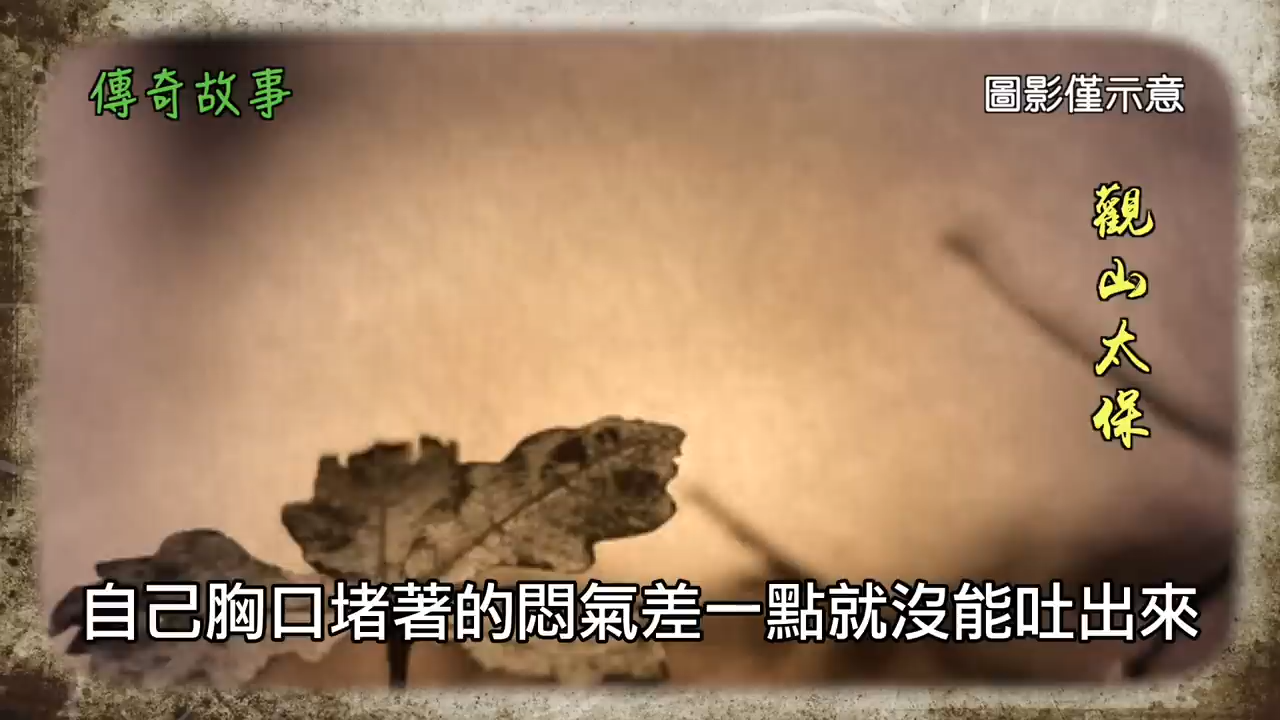 傳奇故事
圖影僅示意
觀山太保
自己胸口堵著的悶氣差一點就沒能吐出來